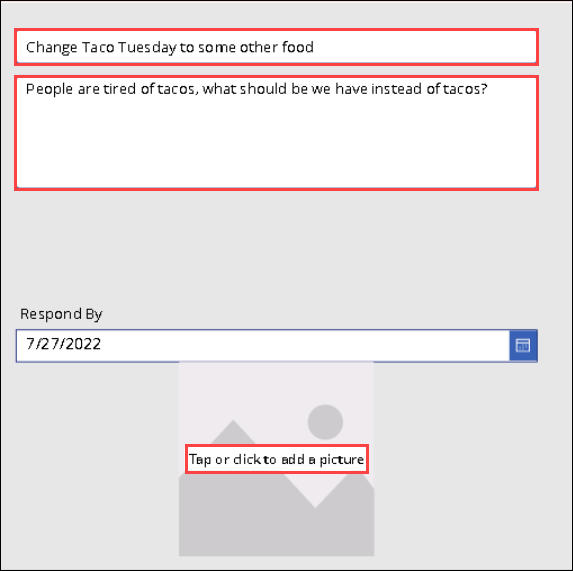 Change Taco Tuesday to some other food
People are tired of tacos, what should be we have instead of tacos?
Respond By
7/27/2022
Tap or click to add a picture